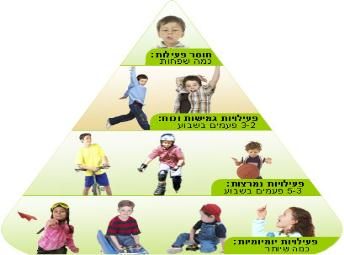 חוסר פעילות:
כמה שפחות
פעילויות גמישות וכוח:
2-3 פעמים בשבוע
פעילויות נמרצות:
3-5 פעמים בשבוע
פעילויות יומיומיות:
כמה שיותר